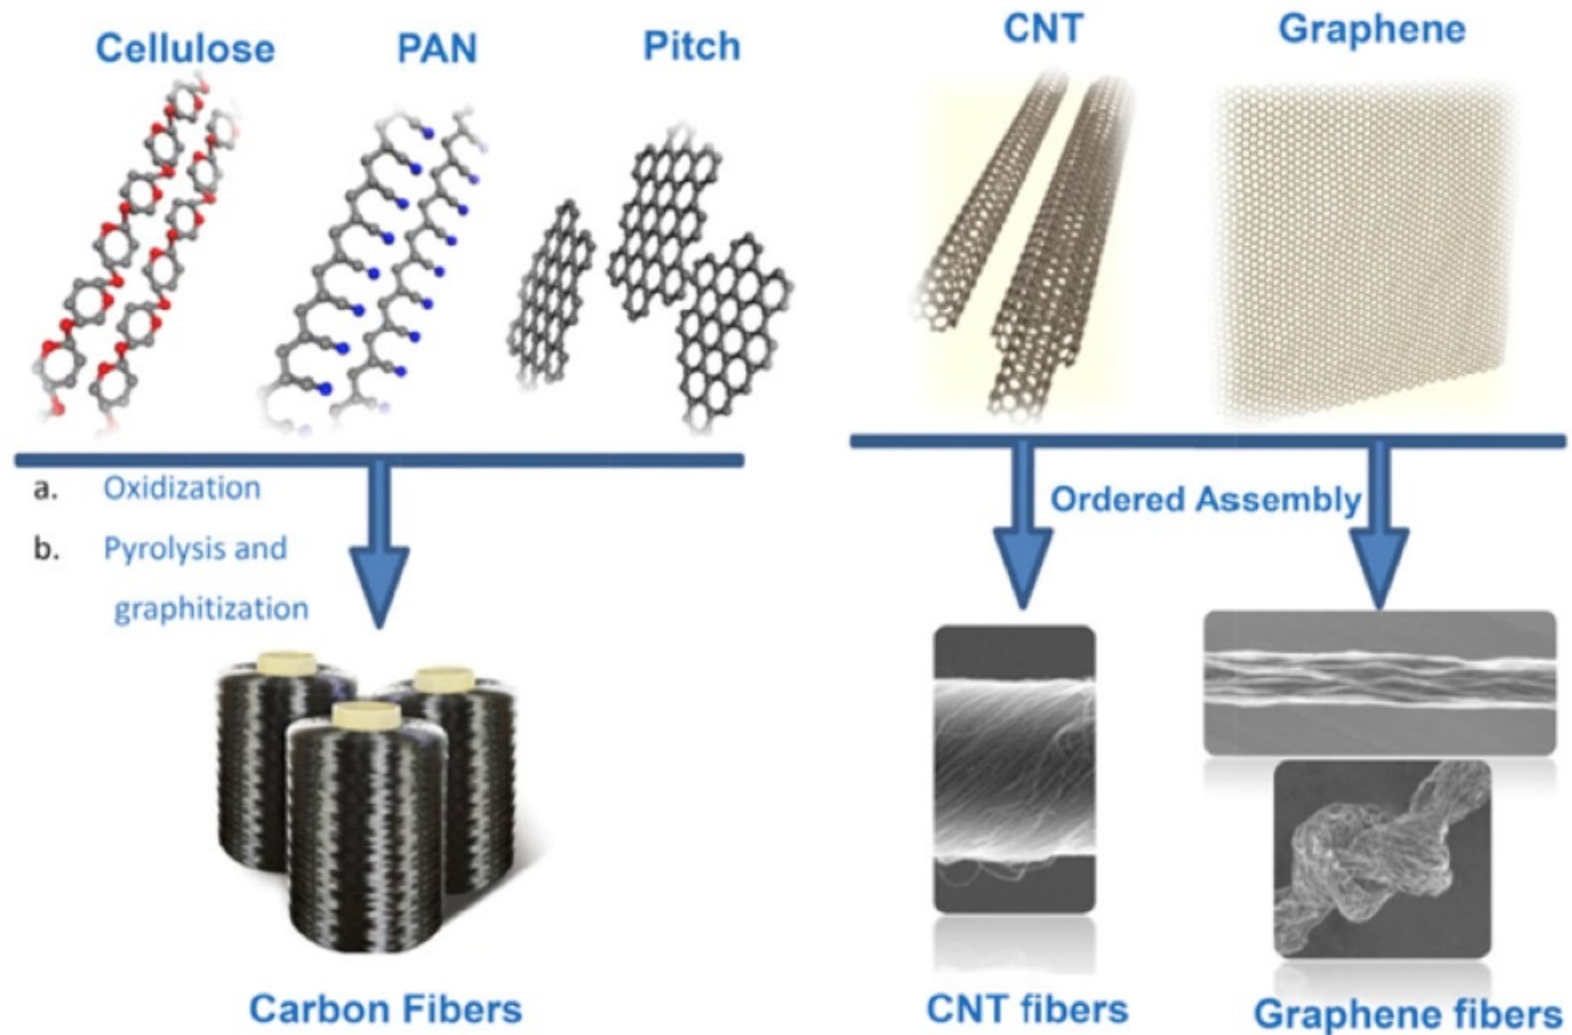 Cellulose
PAN
Pitch
CNT
Graphene
a. Oxidization
b. Pyrolysis and
graphitization
Ordered Assembly
Carbon Fibers
CNT fibers
Graphene fibers